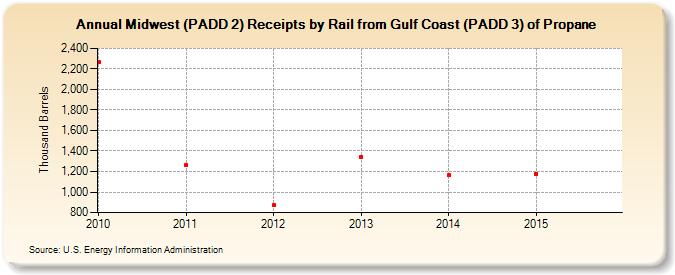 Annual Midwest (PADD 2) Receipts by Rail from Gulf Coast (PADD 3) of Propane
Thousand Barrels
2,400
2,200
2,000
1,800
1,600
1,400
1,200
1,000
800
2010 2011 2012 2013 2014 2015
Source: U.S. Energy Information Administration